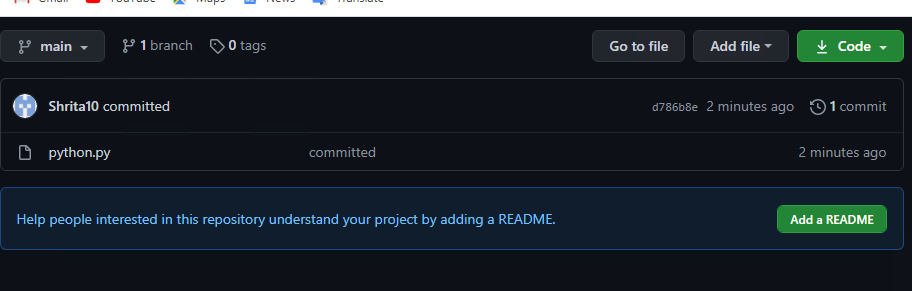 Gmail YouTube Maps News Translate
main 1 branch 0 tags Go to file Add file Code
Shrita10 committed d786b8e 2 minutes ago 1 commit
python.py committed 2 minutes ago
Help people interested in this repository understand your project by adding a README. Add a README